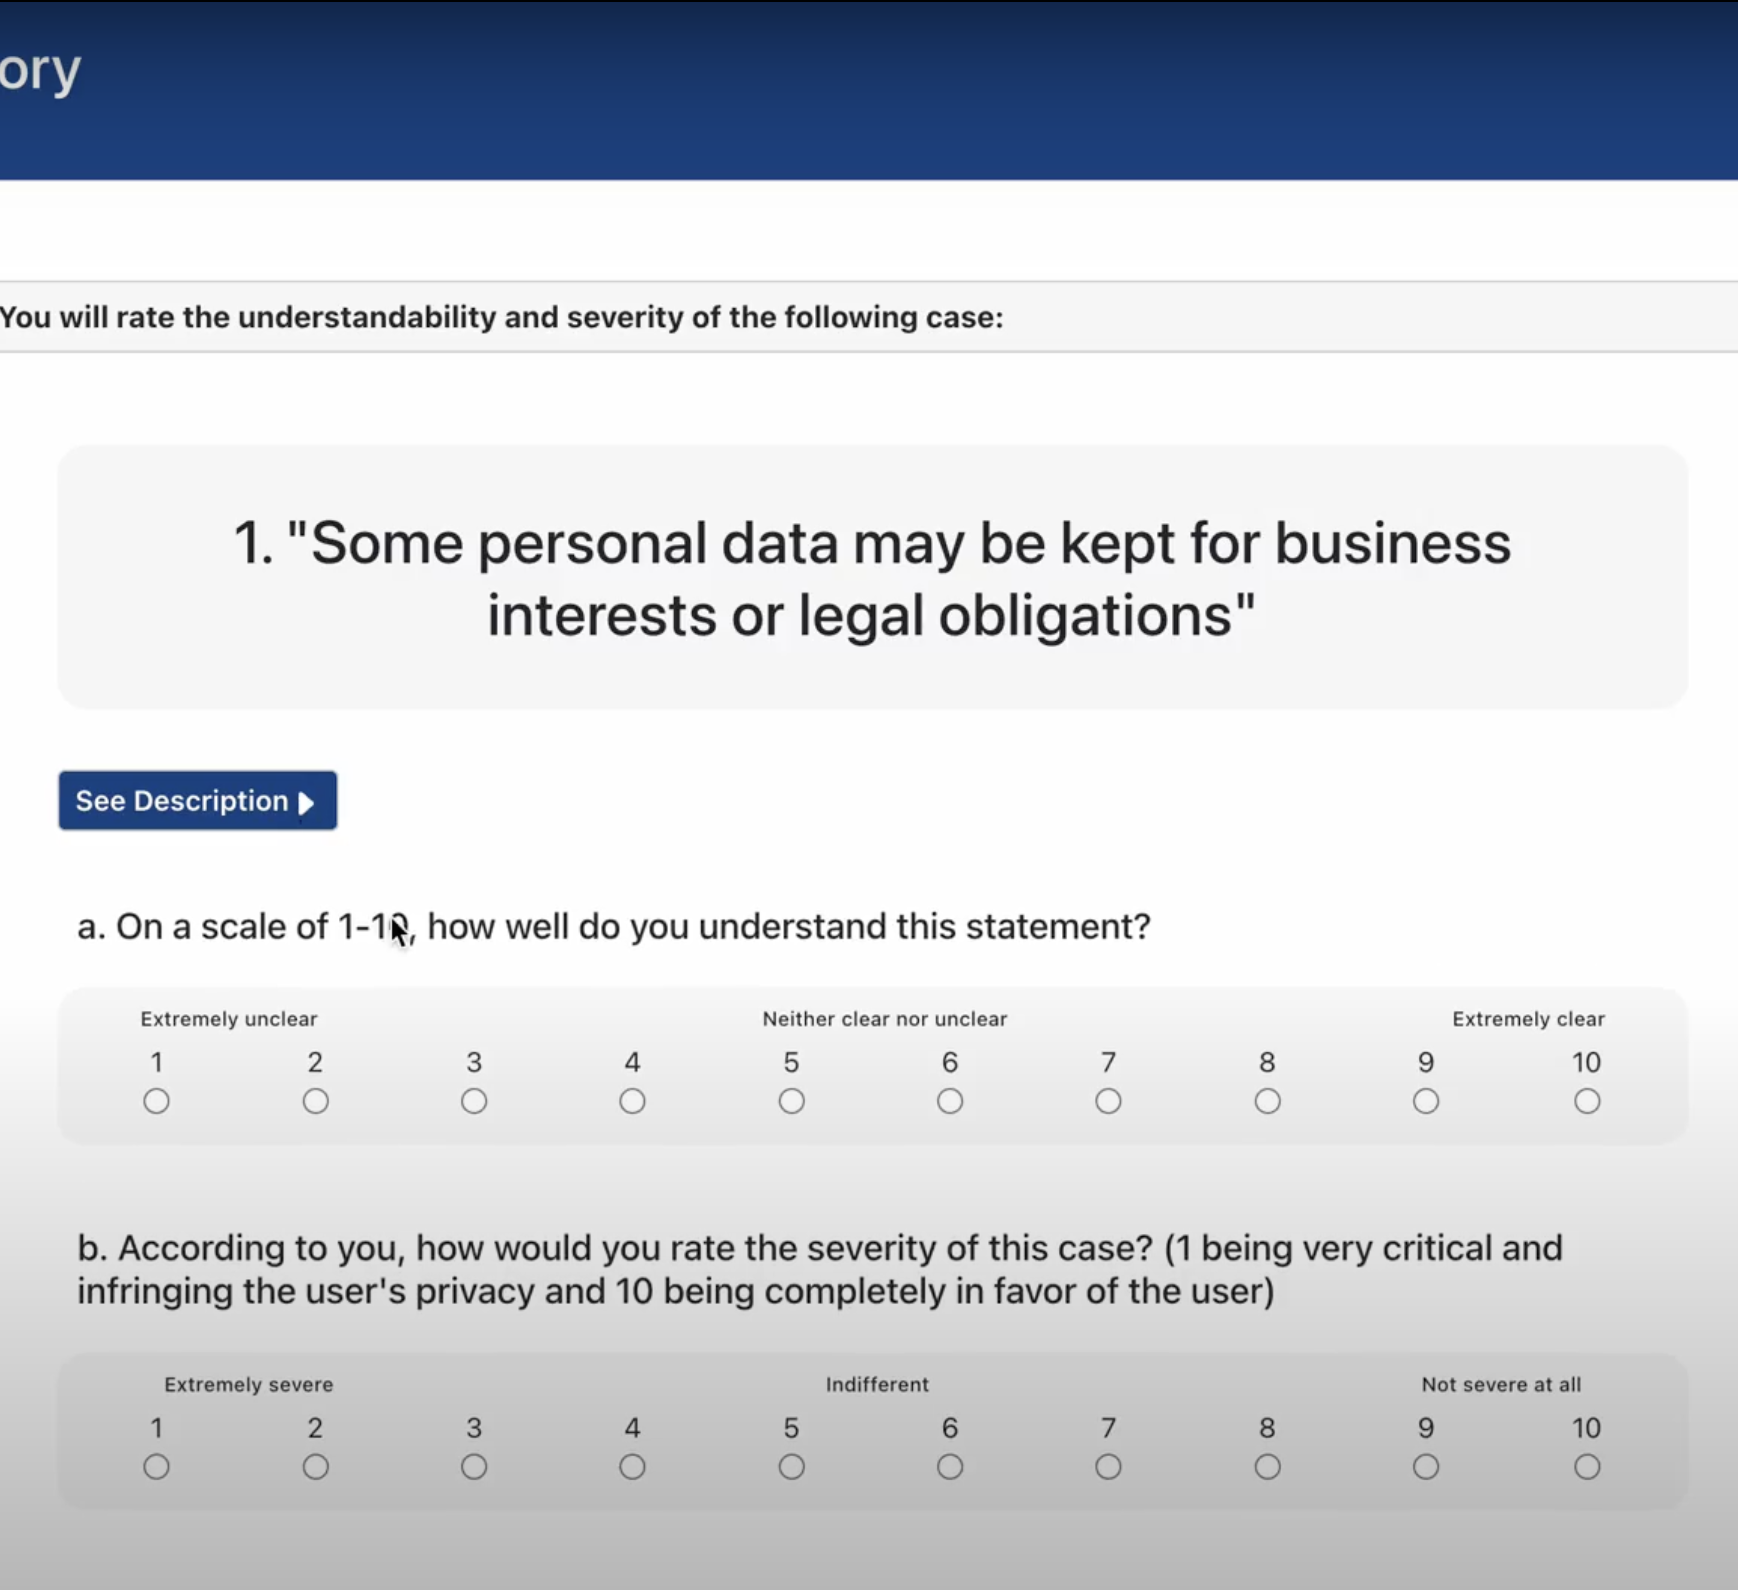 ory
You will rate the understandability and severity of the following case:
1. "Some personal data may be kept for business
interests or legal obligations"
See Description
a. On a scale of 1-10, how well do you understand this statement?
Extremely unclear Neither clear nor unclear Extremely clear
1 2 3 4 5 6 7 8 9 10
b. According to you, how would you rate the severity of this case? (1 being very critical and
infringing the user's privacy and 10 being completely in favor of the user)
Extremely severe Indifferent Not severe at all
1 2 3 4 5 6 7 8 9 10